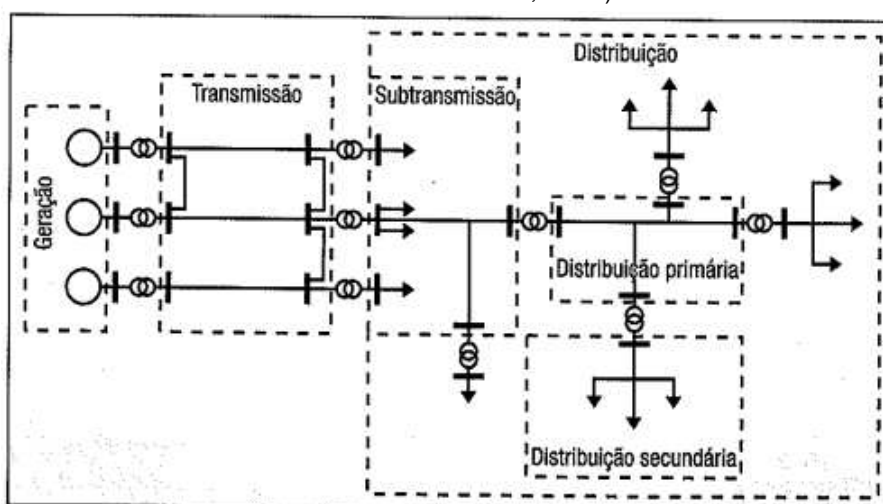 Distribuição
Transmissão
Subtransmissão
Geração
Distribuição primária
Distribuição secundária